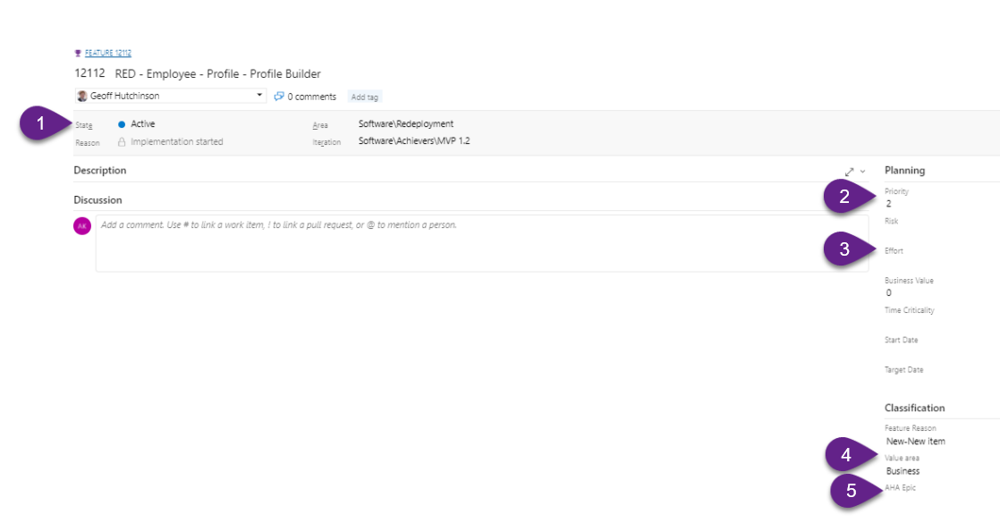 FEATURE 12112
12112 RED - Employee - Profile - Profile Builder
Geoff Hutchinson 0 comments Add tag
1 State Active Area Software\Redeployment
Reason Implementation started Iteration Software\Achievers\MVP 1.2
Description
Discussion
AK Add a comment. Use # to link a work item, ! to link a pull request, or @ to mention a person.
Planning
2 Priority
2
Risk
3 Effort
Business Value
0
Time Criticality
Start Date
Target Date
Classification
Feature Reason
New-New item
4 Value area
Business
5 AHA Epic